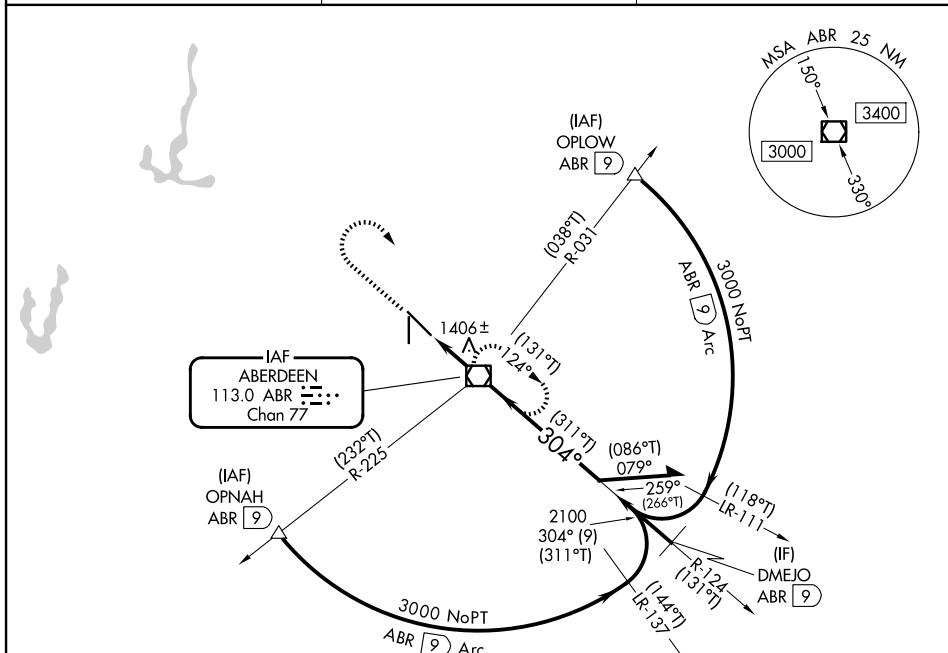 MSA ABR 25 NM
150°
3400
3000
330°
(IAF)
OPLOW
ABR 9
(038°T)
R-031
3000 NoPT
ABR 9 Arc
1406±
(131°T)
124°
IAF
ABERDEEN
113.0 ABR
Chan 77
(311°T)
304°
(086°T)
079°
259°
(266°T)
(118°T)
LR-111
(232°T)
R-225
(IAF)
OPNAH
ABR 9
2100
304° (9)
(311°T)
(IF)
DMEJO
ABR 9
R-124
(131°T)
(144°T)
LR-137
3000 NoPT
ABR 9 Arc